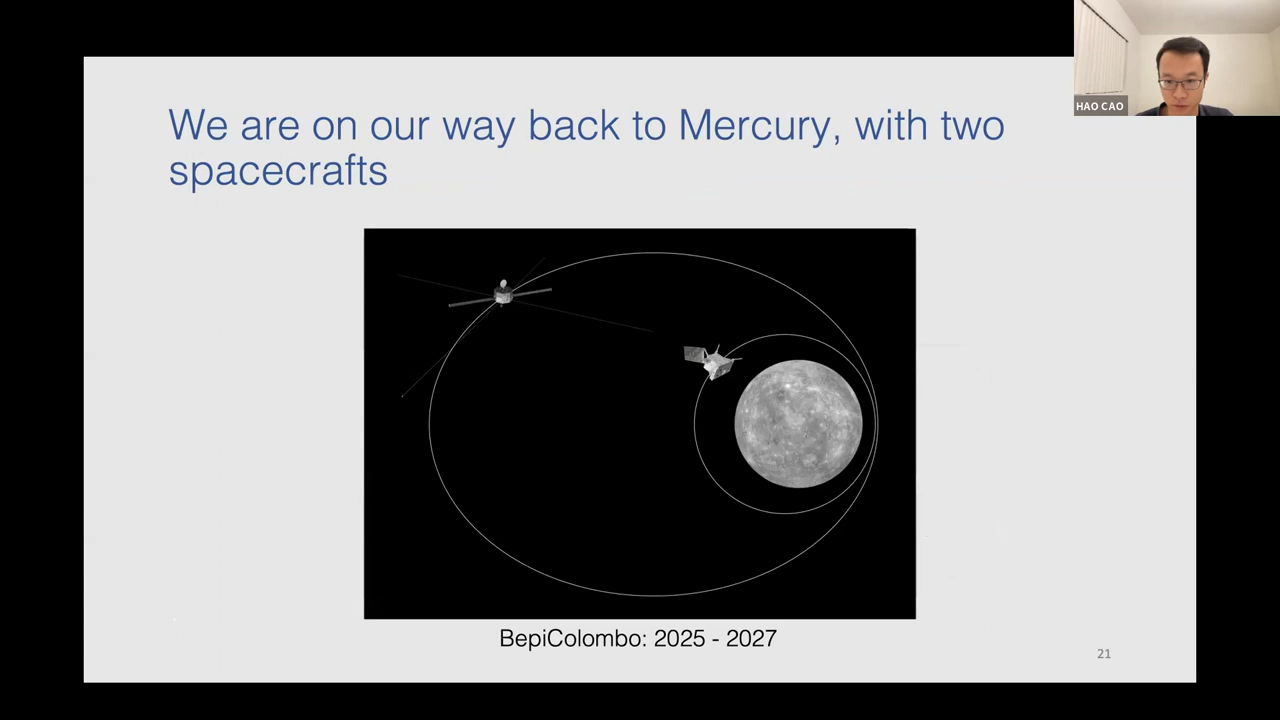 HAO CAO
We are on our way back to Mercury, with two
spacecrafts
BepiColombo: 2025 - 2027
21